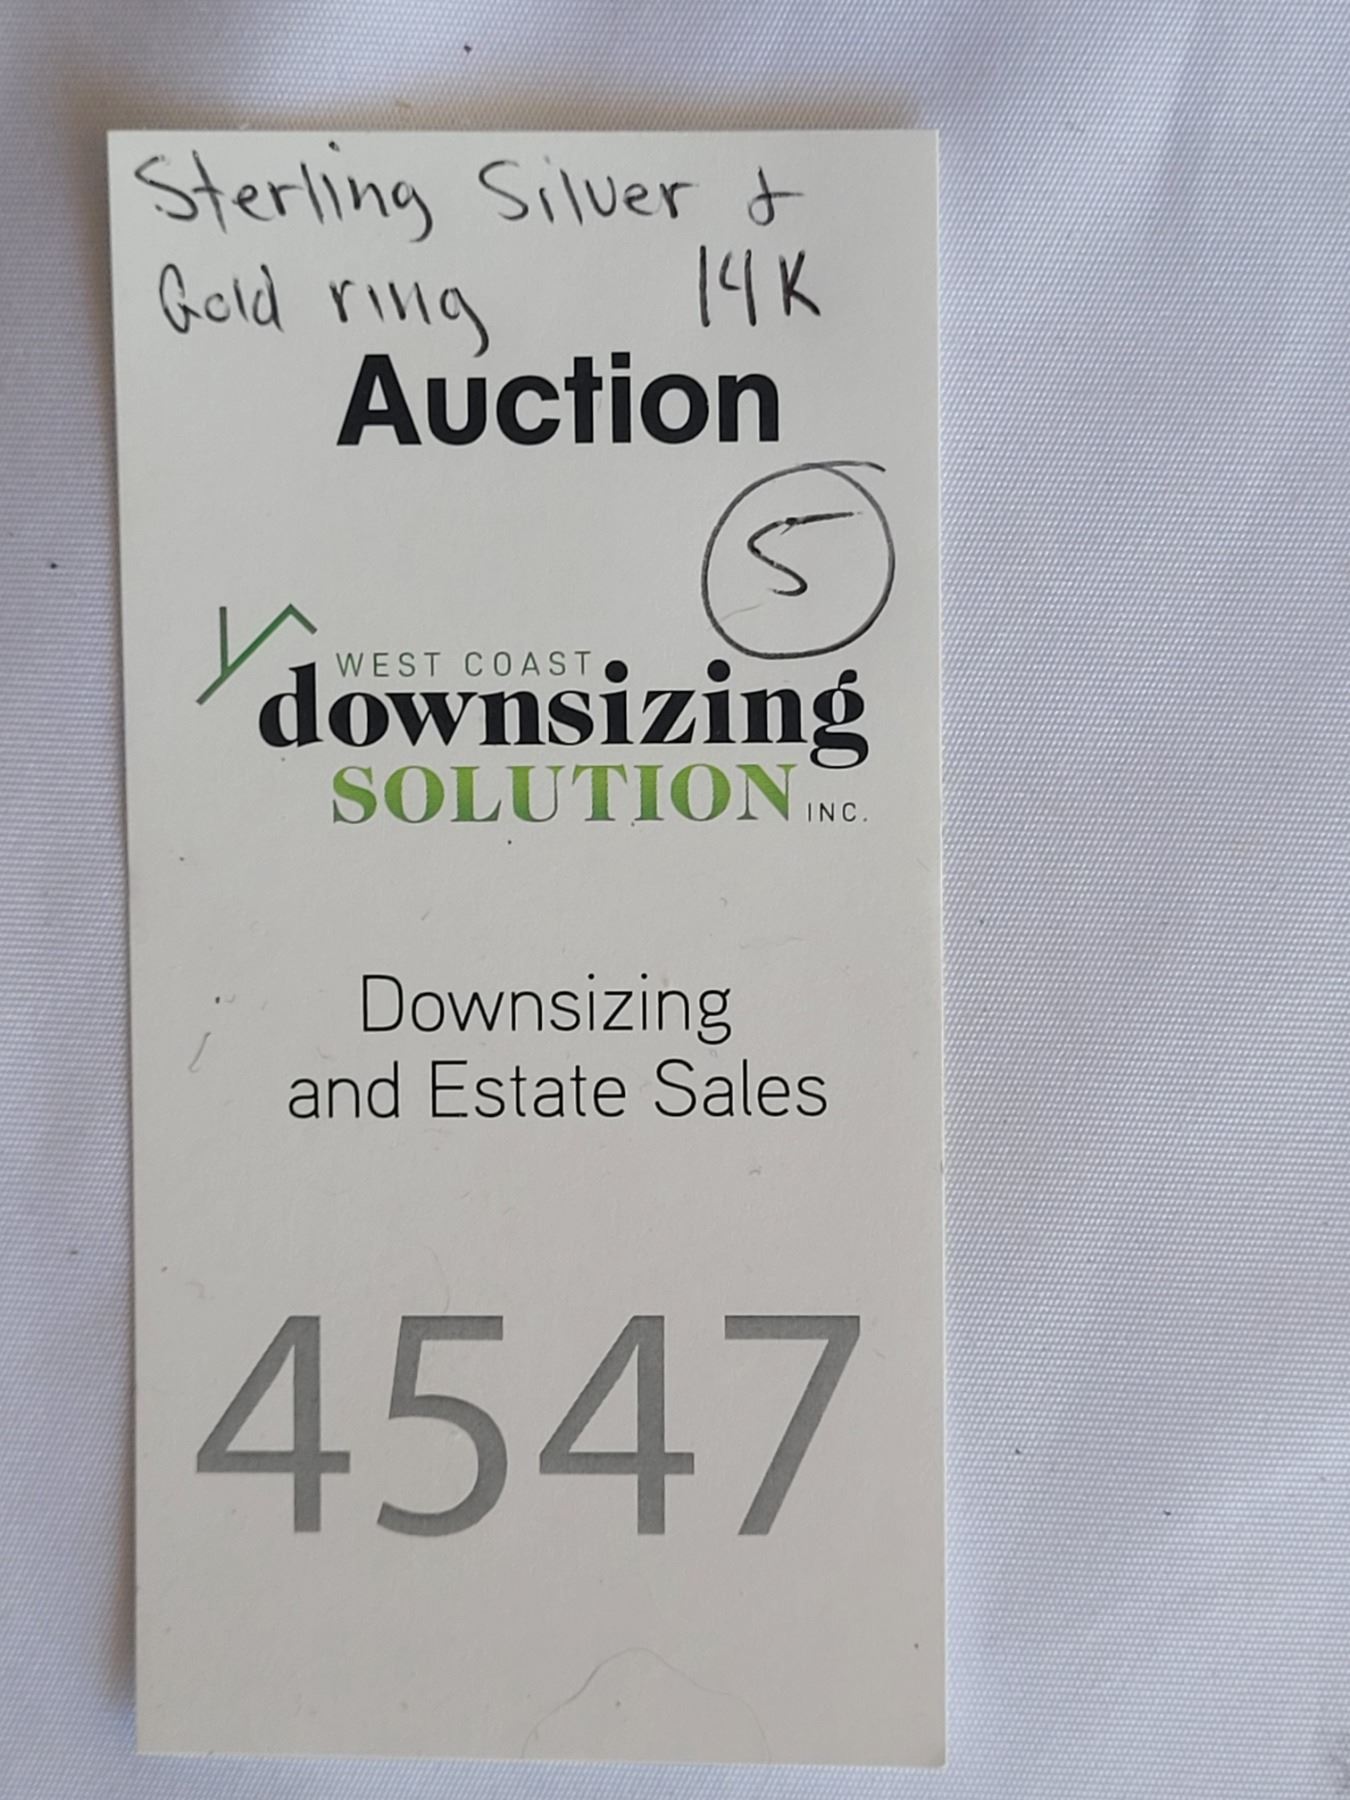 Sterling Silver &
Gold ring 14K
Auction
5
WEST COAST
downsizing
SOLUTION INC.
Downsizing
and Estate Sales
4547